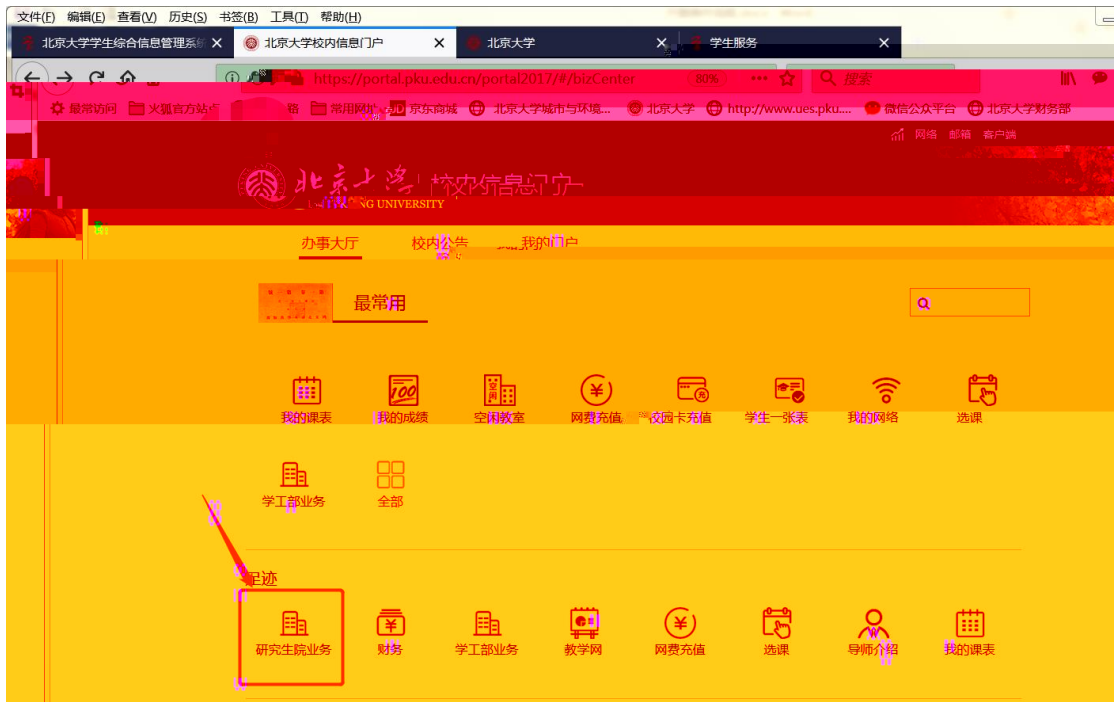 文件(F) 编辑(E) 查看(V) 历史(S) 书签(B) 工具(T) 帮助(H)
北京大学学生综合信息管理系统 北京大学校内信息门户 北京大学 学生服务
https://portal.pku.edu.cn/portal2017/#/bizCenter 80% 搜索
最常访问 火狐官方站点 常用网址 JD 京东商城 北京大学城市与环境... 北京大学 http://www.ues.pku.... 微信公众平台 北京大学财务部
网络 邮箱 客户端
北京大学 校内信息门户
NG UNIVERSITY
办事大厅 校内公告 我的门户
最常用
我的课表 我的成绩 空闲教室 网费充值 校园卡充值 学生一张表 我的网络 选课
学工部业务 全部
足迹
研究生院业务 财务 学工部业务 教学网 网费充值 选课 导师介绍 我的课表